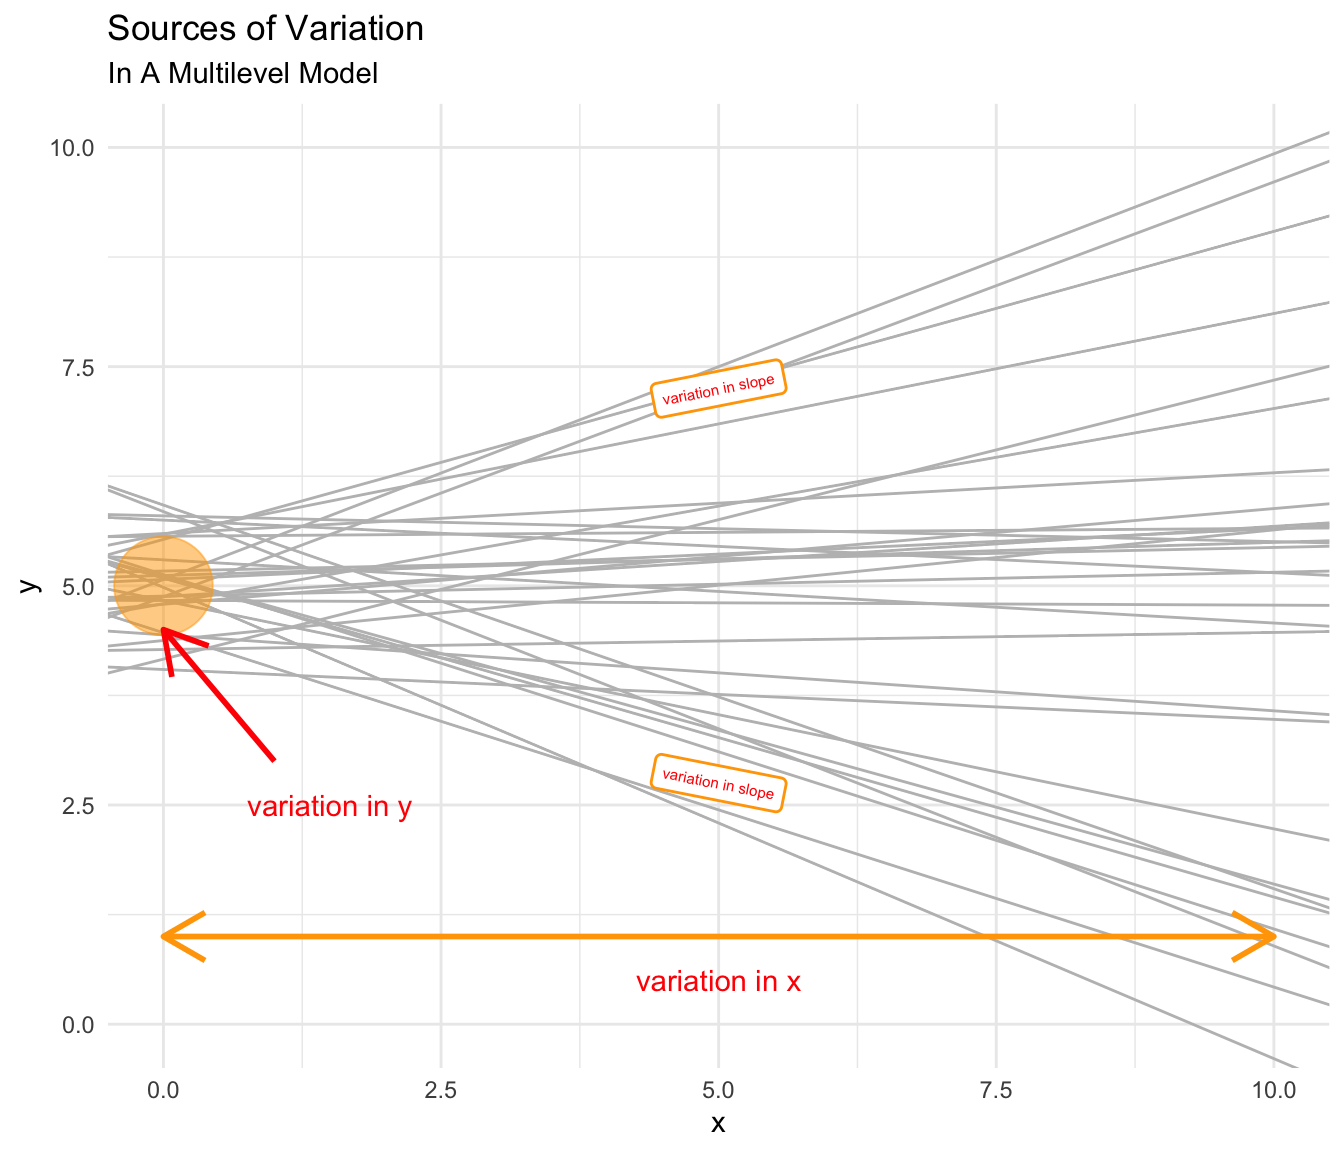 Sources of Variation
In A Multilevel Model
10.0
7.5
5.0
2.5
0.0
y
variation in slope
variation in slope
variation in y
variation in x
0.0 2.5 5.0 7.5 10.0
x